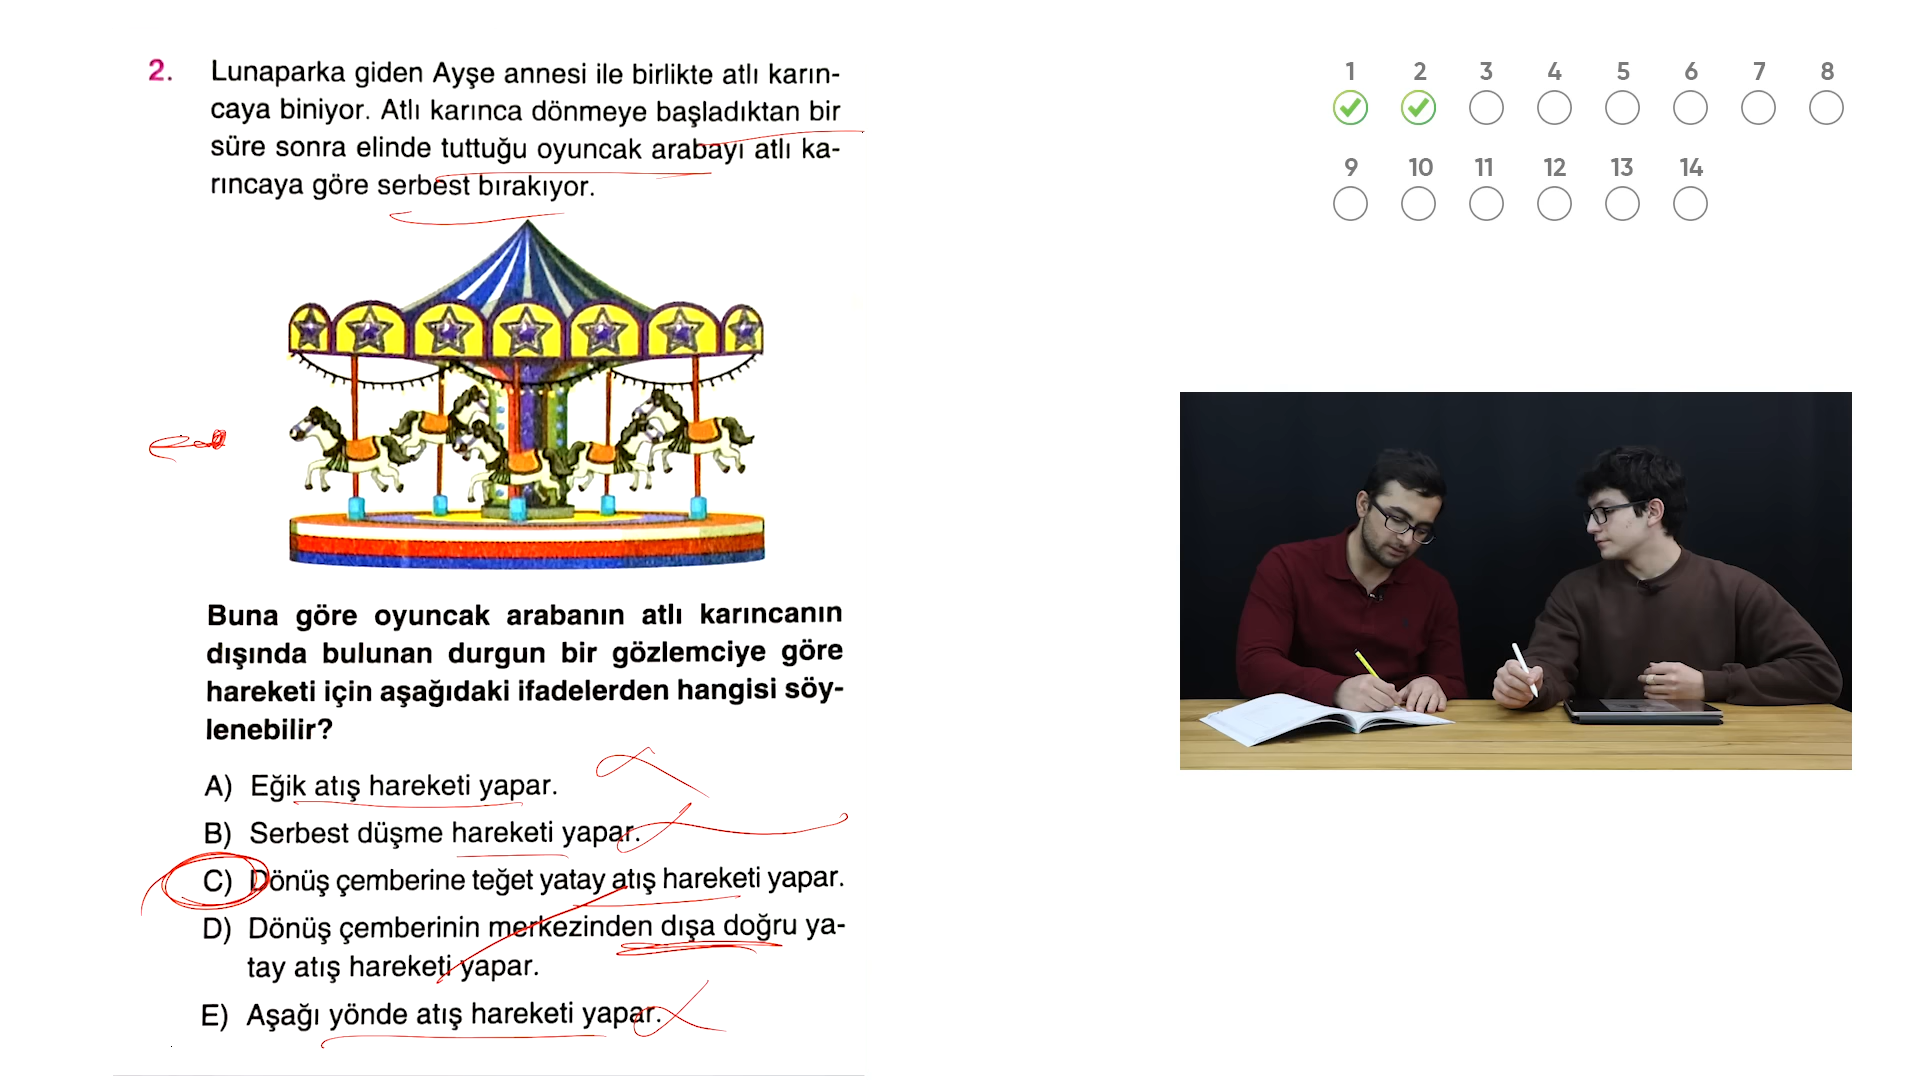 2. Lunaparka giden Ayşe annesi ile birlikte atlı karın-
caya biniyor. Atlı karınca dönmeye başladıktan bir
süre sonra elinde tuttuğu oyuncak arabayı atlı ka-
rıncaya göre serbest bırakıyor.
Buna göre oyuncak arabanın atlı karıncanın
dışında bulunan durgun bir gözlemciye göre
hareketi için aşağıdaki ifadelerden hangisi söy-
lenebilir?
A) Eğik atış hareketi yapar.
B) Serbest düşme hareketi yapar.
C) Dönüş çemberine teğet yatay atış hareketi yapar.
D) Dönüş çemberinin merkezinden dışa doğru ya-
tay atış hareketi yapar.
E) Aşağı yönde atış hareketi yapar.
1 2 3 4 5 6 7 8
9 10 11 12 13 14